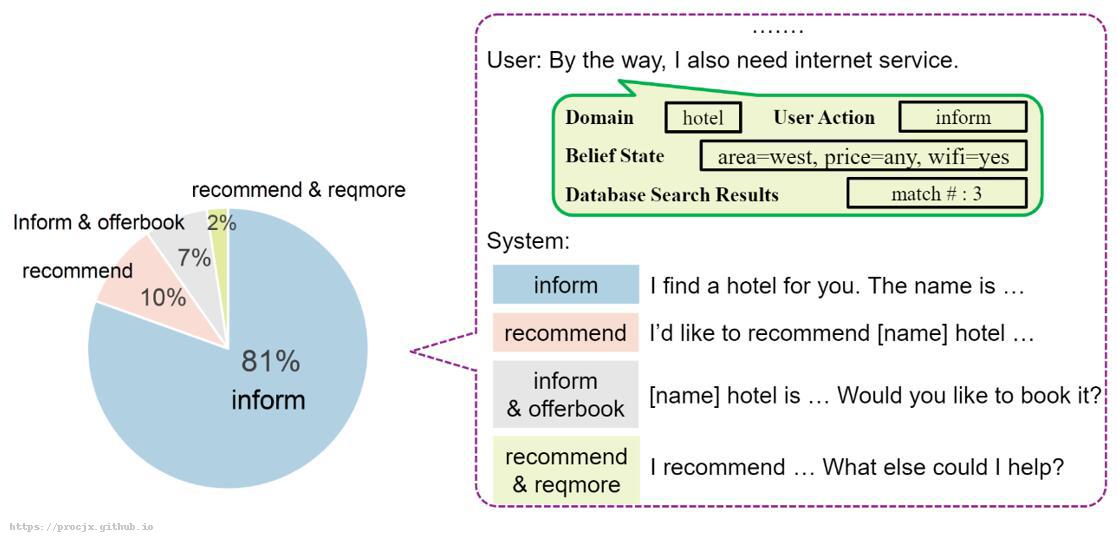 recommend & reqmore
Inform & offerbook
2%
7%
recommend
10%
81%
inform
.......
User: By the way, I also need internet service.
Domain hotel User Action inform
Belief State area=west, price=any, wifi=yes
Database Search Results match # : 3
System:
inform I find a hotel for you. The name is …
recommend I’d like to recommend [name] hotel …
inform
& offerbook
[name] hotel is … Would you like to book it?
recommend
& reqmore
I recommend … What else could I help?
https://procjx.github.io